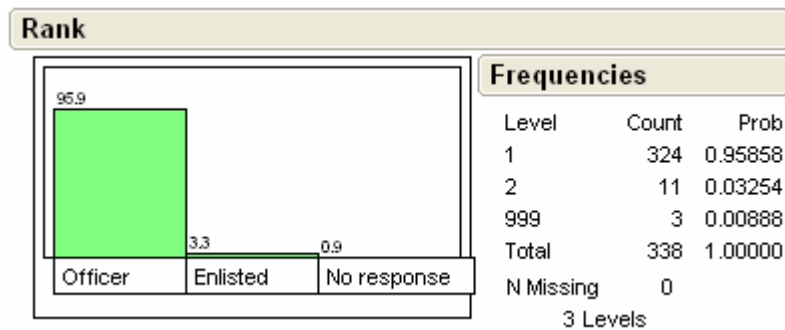 Rank
95.9
3.3
0.9
Officer Enlisted No response
Frequencies
Level Count Prob
1 324 0.95858
2 11 0.03254
999 3 0.00888
Total 338 1.00000
N Missing 0
3 Levels